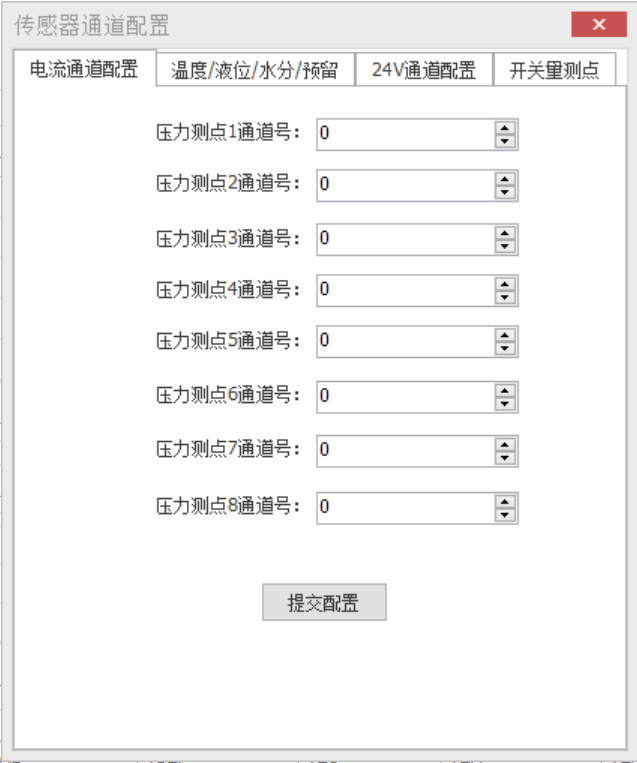 传感器通道配置
电流通道配置 温度/液位/水分/预留 24V通道配置 开关量测点
压力测点1通道号： 0
压力测点2通道号： 0
压力测点3通道号： 0
压力测点4通道号： 0
压力测点5通道号： 0
压力测点6通道号： 0
压力测点7通道号： 0
压力测点8通道号： 0
提交配置